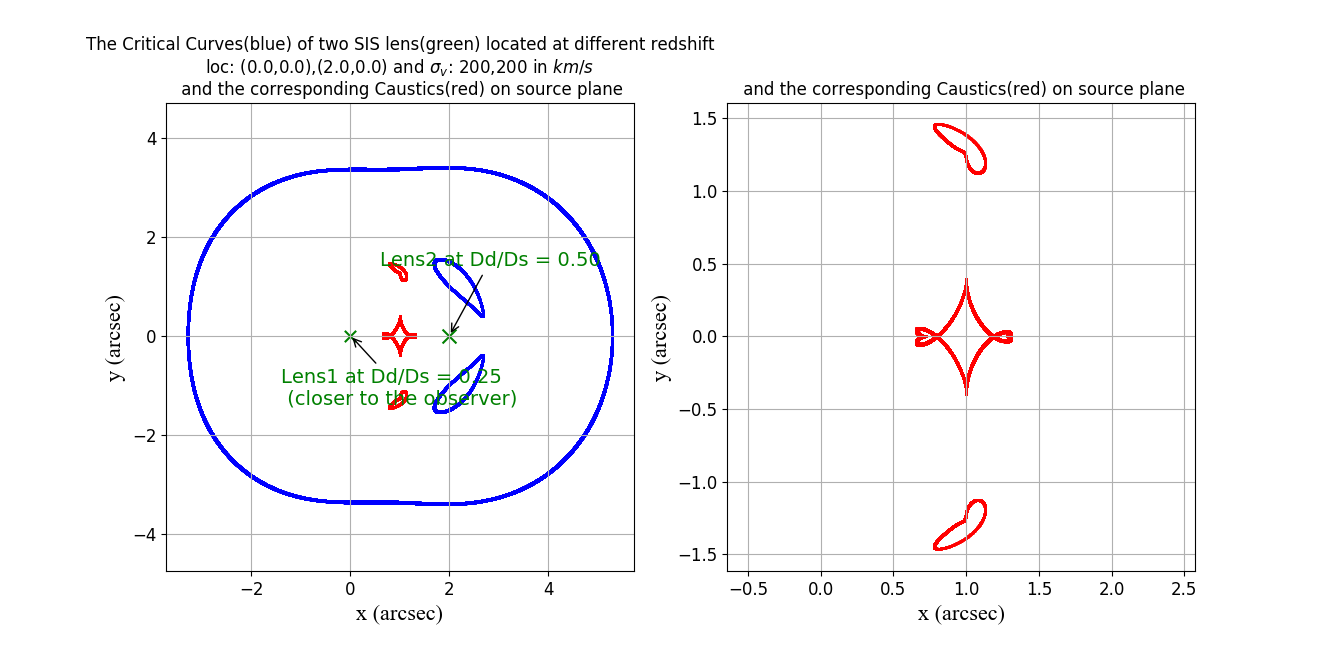 The Critical Curves(blue) of two SIS lens(green) located at different redshift
loc: (0.0,0.0),(2.0,0.0) and σv: 200,200 in km/s
and the corresponding Caustics(red) on source plane
and the corresponding Caustics(red) on source plane
4
2
0
−2
−4
y (arcsec)
Lens2 at Dd/Ds = 0.50
Lens1 at Dd/Ds = 0.25
(closer to the observer)
−2
0
2
4
x (arcsec)
1.5
1.0
0.5
0.0
−0.5
−1.0
−1.5
y (arcsec)
−0.5
0.0
0.5
1.0
1.5
2.0
2.5
x (arcsec)